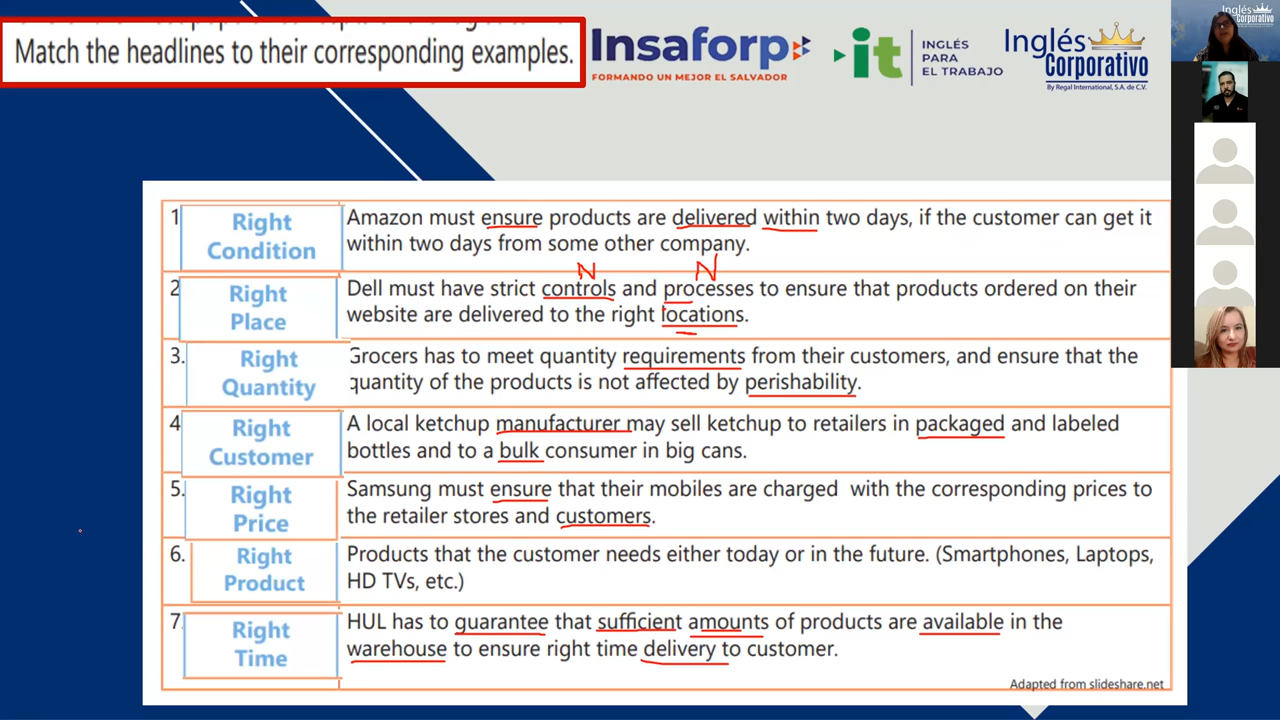 Match the headlines to their corresponding examples.
Insaforp
FORMANDO UN MEJOR EL SALVADOR
it
INGLÉS
PARA
EL TRABAJO
Inglés
Corporativo
By Regal International, S.A. de C.V.
Inglés
Corporativo
1
Right
Condition
Amazon must ensure products are delivered within two days, if the customer can get it
within two days from some other company.
N N
2
Right
Place
Dell must have strict controls and processes to ensure that products ordered on their
website are delivered to the right locations.
3.
Right
Quantity
Grocers has to meet quantity requirements from their customers, and ensure that the
quantity of the products is not affected by perishability.
4
Right
Customer
A local ketchup manufacturer may sell ketchup to retailers in packaged and labeled
bottles and to a bulk consumer in big cans.
5.
Right
Price
Samsung must ensure that their mobiles are charged with the corresponding prices to
the retailer stores and customers.
6.
Right
Product
Products that the customer needs either today or in the future. (Smartphones, Laptops,
HD TVs, etc.)
7.
Right
Time
HUL has to guarantee that sufficient amounts of products are available in the
warehouse to ensure right time delivery to customer.
Adapted from slideshare.net